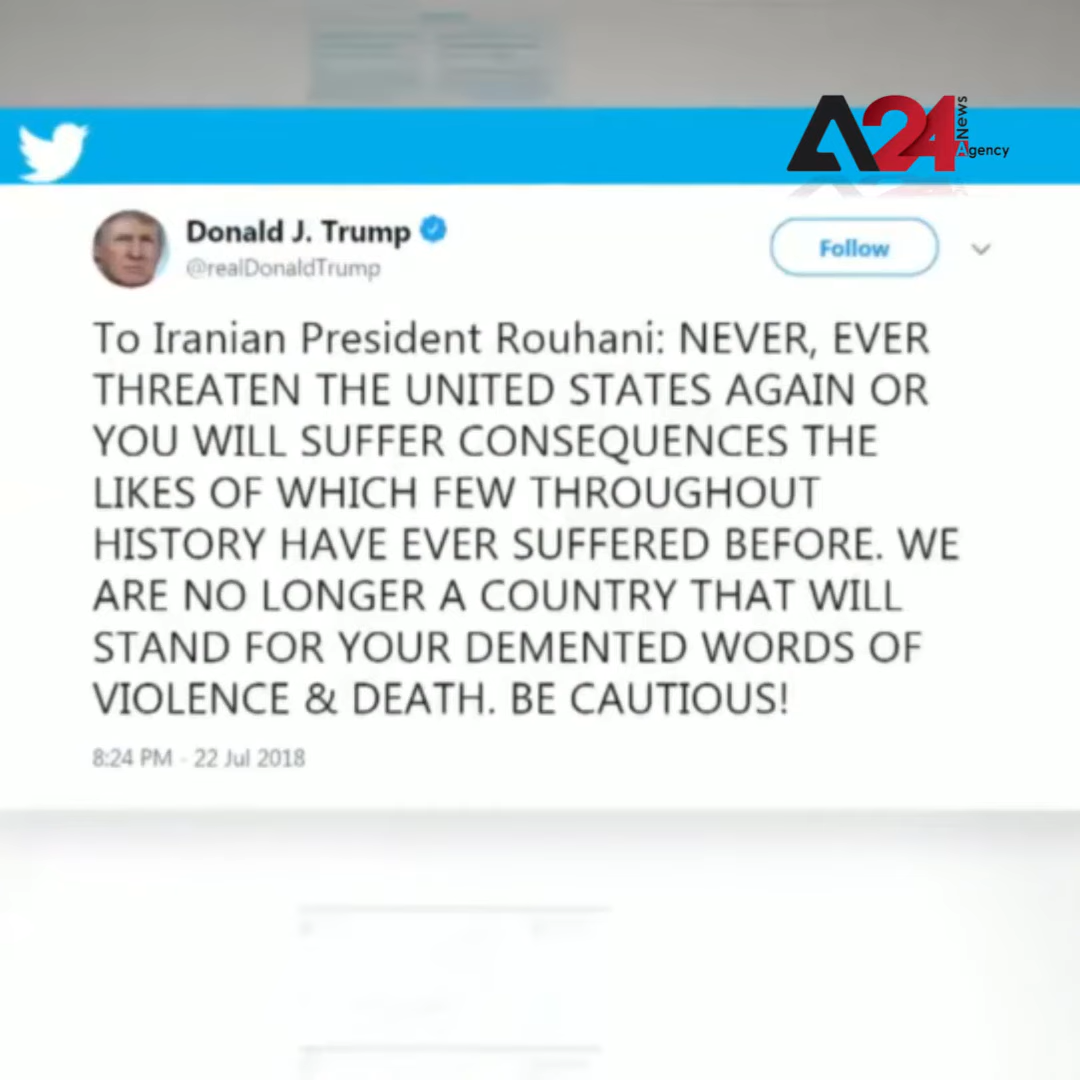 A24 News Agency
Donald J. Trump
@realDonaldTrump
Follow
To Iranian President Rouhani: NEVER, EVER
THREATEN THE UNITED STATES AGAIN OR
YOU WILL SUFFER CONSEQUENCES THE
LIKES OF WHICH FEW THROUGHOUT
HISTORY HAVE EVER SUFFERED BEFORE. WE
ARE NO LONGER A COUNTRY THAT WILL
STAND FOR YOUR DEMENTED WORDS OF
VIOLENCE & DEATH. BE CAUTIOUS!
8:24 PM - 22 Jul 2018